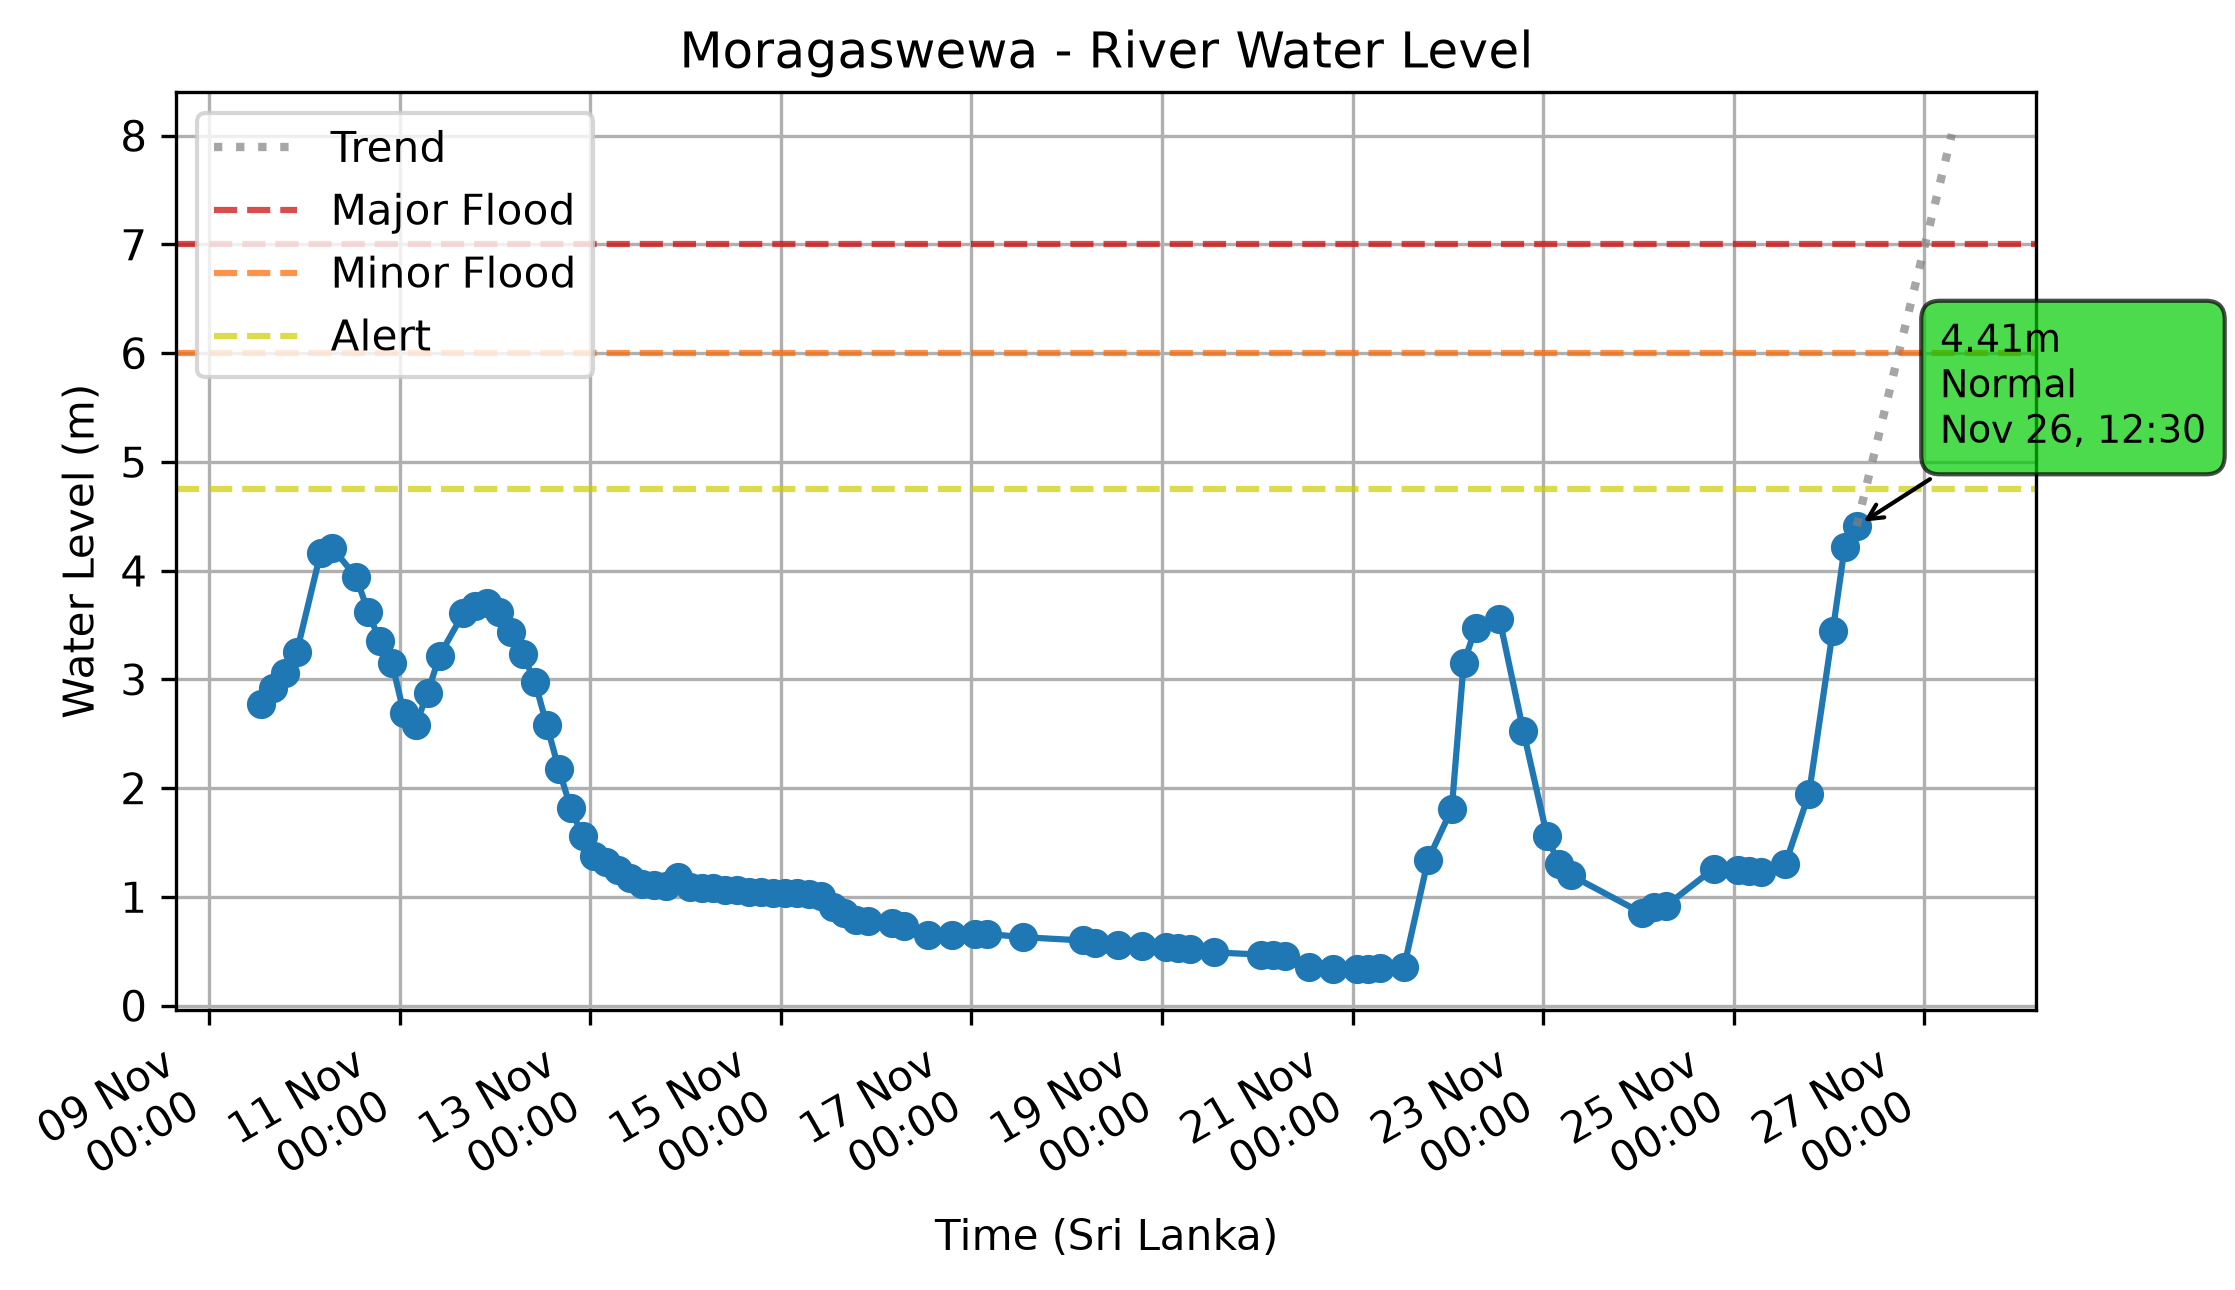 Moragaswewa - River Water Level
Trend
Major Flood
Minor Flood
Alert
4.41m
Normal
Nov 26, 12:30
Water Level (m)
8
7
6
5
4
3
2
1
0
09 Nov
00:00
11 Nov
00:00
13 Nov
00:00
15 Nov
00:00
17 Nov
00:00
19 Nov
00:00
21 Nov
00:00
23 Nov
00:00
25 Nov
00:00
27 Nov
00:00
Time (Sri Lanka)